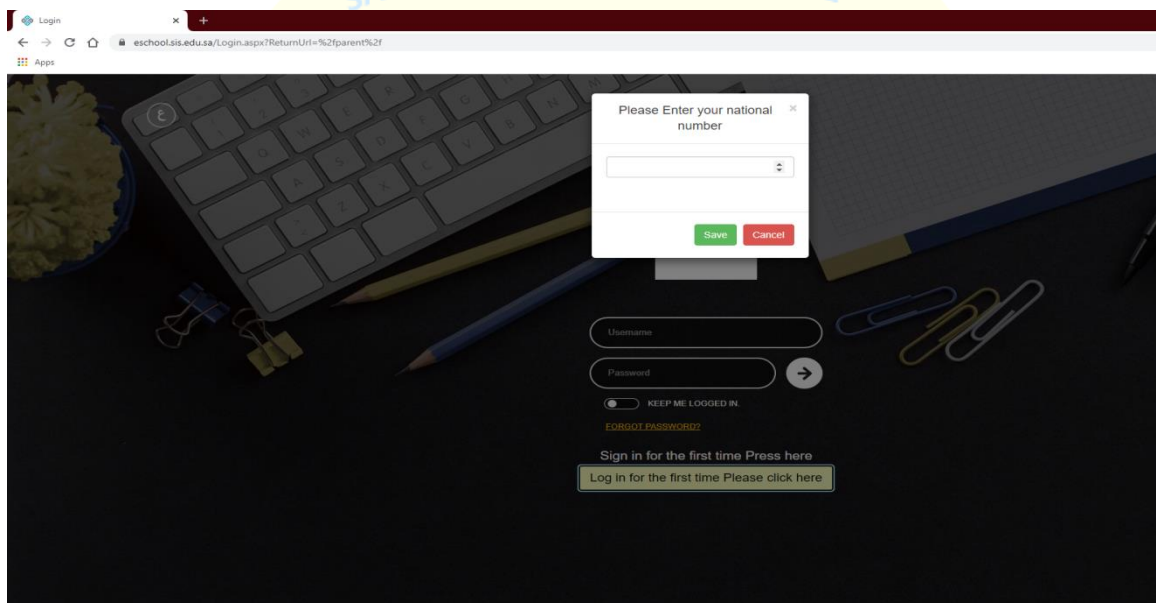 Login
eschool.sis.edu.sa/Login.aspx?ReturnUrl=%2fparent%2f
Apps
ع
Please Enter your national
number
Save Cancel
Username
Password
KEEP ME LOGGED IN.
FORGOT PASSWORD?
Sign in for the first time Press here
Log in for the first time Please click here